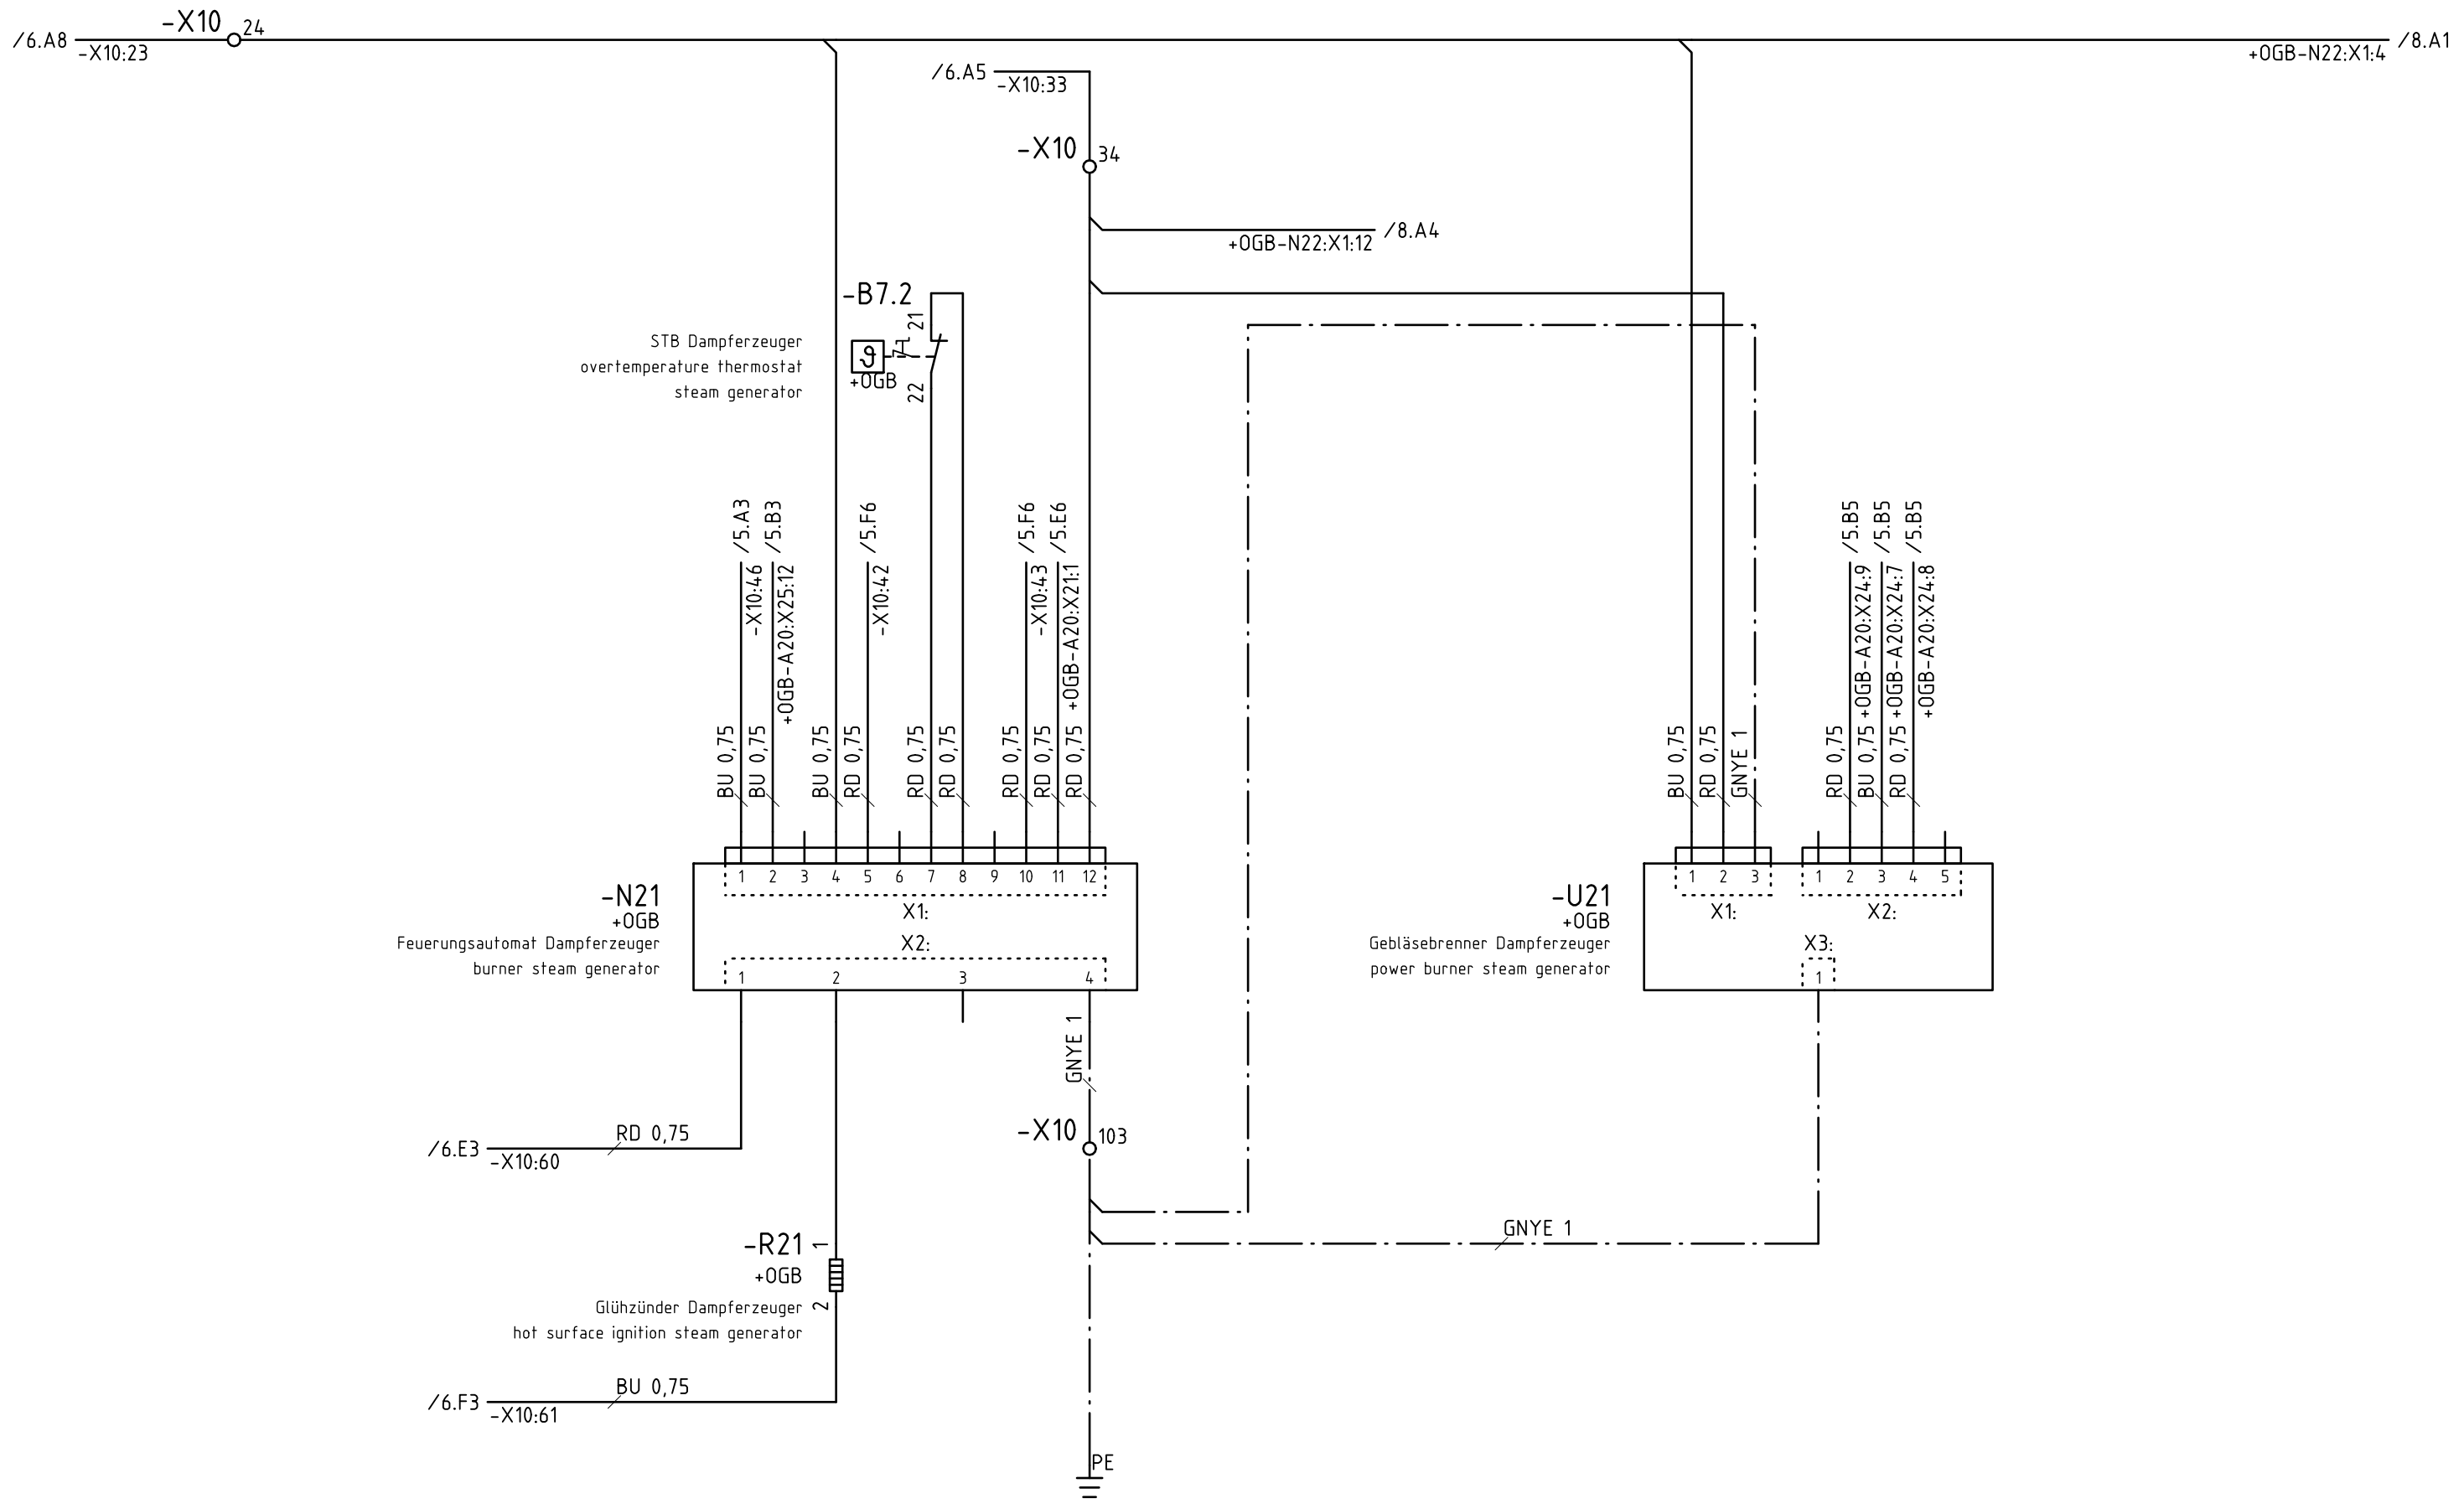 /6.A8
-X10:23
-X10
24
/8.A1
+OGB-N22:X1:4
/6.A5
-X10:33
-X10
34
/8.A4
+OGB-N22:X1:12
-B7.2
21
22
ϑ
+OGB
STB Dampferzeuger
overtemperature thermostat
steam generator
/5.A3
-X10:46
/5.B3
+OGB-A20:X25:12
/5.F6
-X10:42
/5.F6
-X10:43
/5.E6
+OGB-A20:X21:1
/5.B5
+OGB-A20:X24:9
/5.B5
+OGB-A20:X24:7
/5.B5
+OGB-A20:X24:8
BU 0,75
BU 0,75
BU 0,75
RD 0,75
RD 0,75
RD 0,75
RD 0,75
RD 0,75
RD 0,75
BU 0,75
RD 0,75
GNYE 1
RD 0,75
BU 0,75
RD 0,75
1 2 3 4 5 6 7 8 9 10 11 12
X1:
X2:
1 2 3 4
-N21
+OGB
Feuerungsautomat Dampferzeuger
burner steam generator
1 2 3
X1:
1 2 3 4 5
X2:
X3:
1
-U21
+OGB
Gebläsebrenner Dampferzeuger
power burner steam generator
GNYE 1
-X10
103
/6.E3
-X10:60
RD 0,75
GNYE 1
-R21
+OGB
1
2
Glühzünder Dampferzeuger
hot surface ignition steam generator
/6.F3
-X10:61
BU 0,75
PE